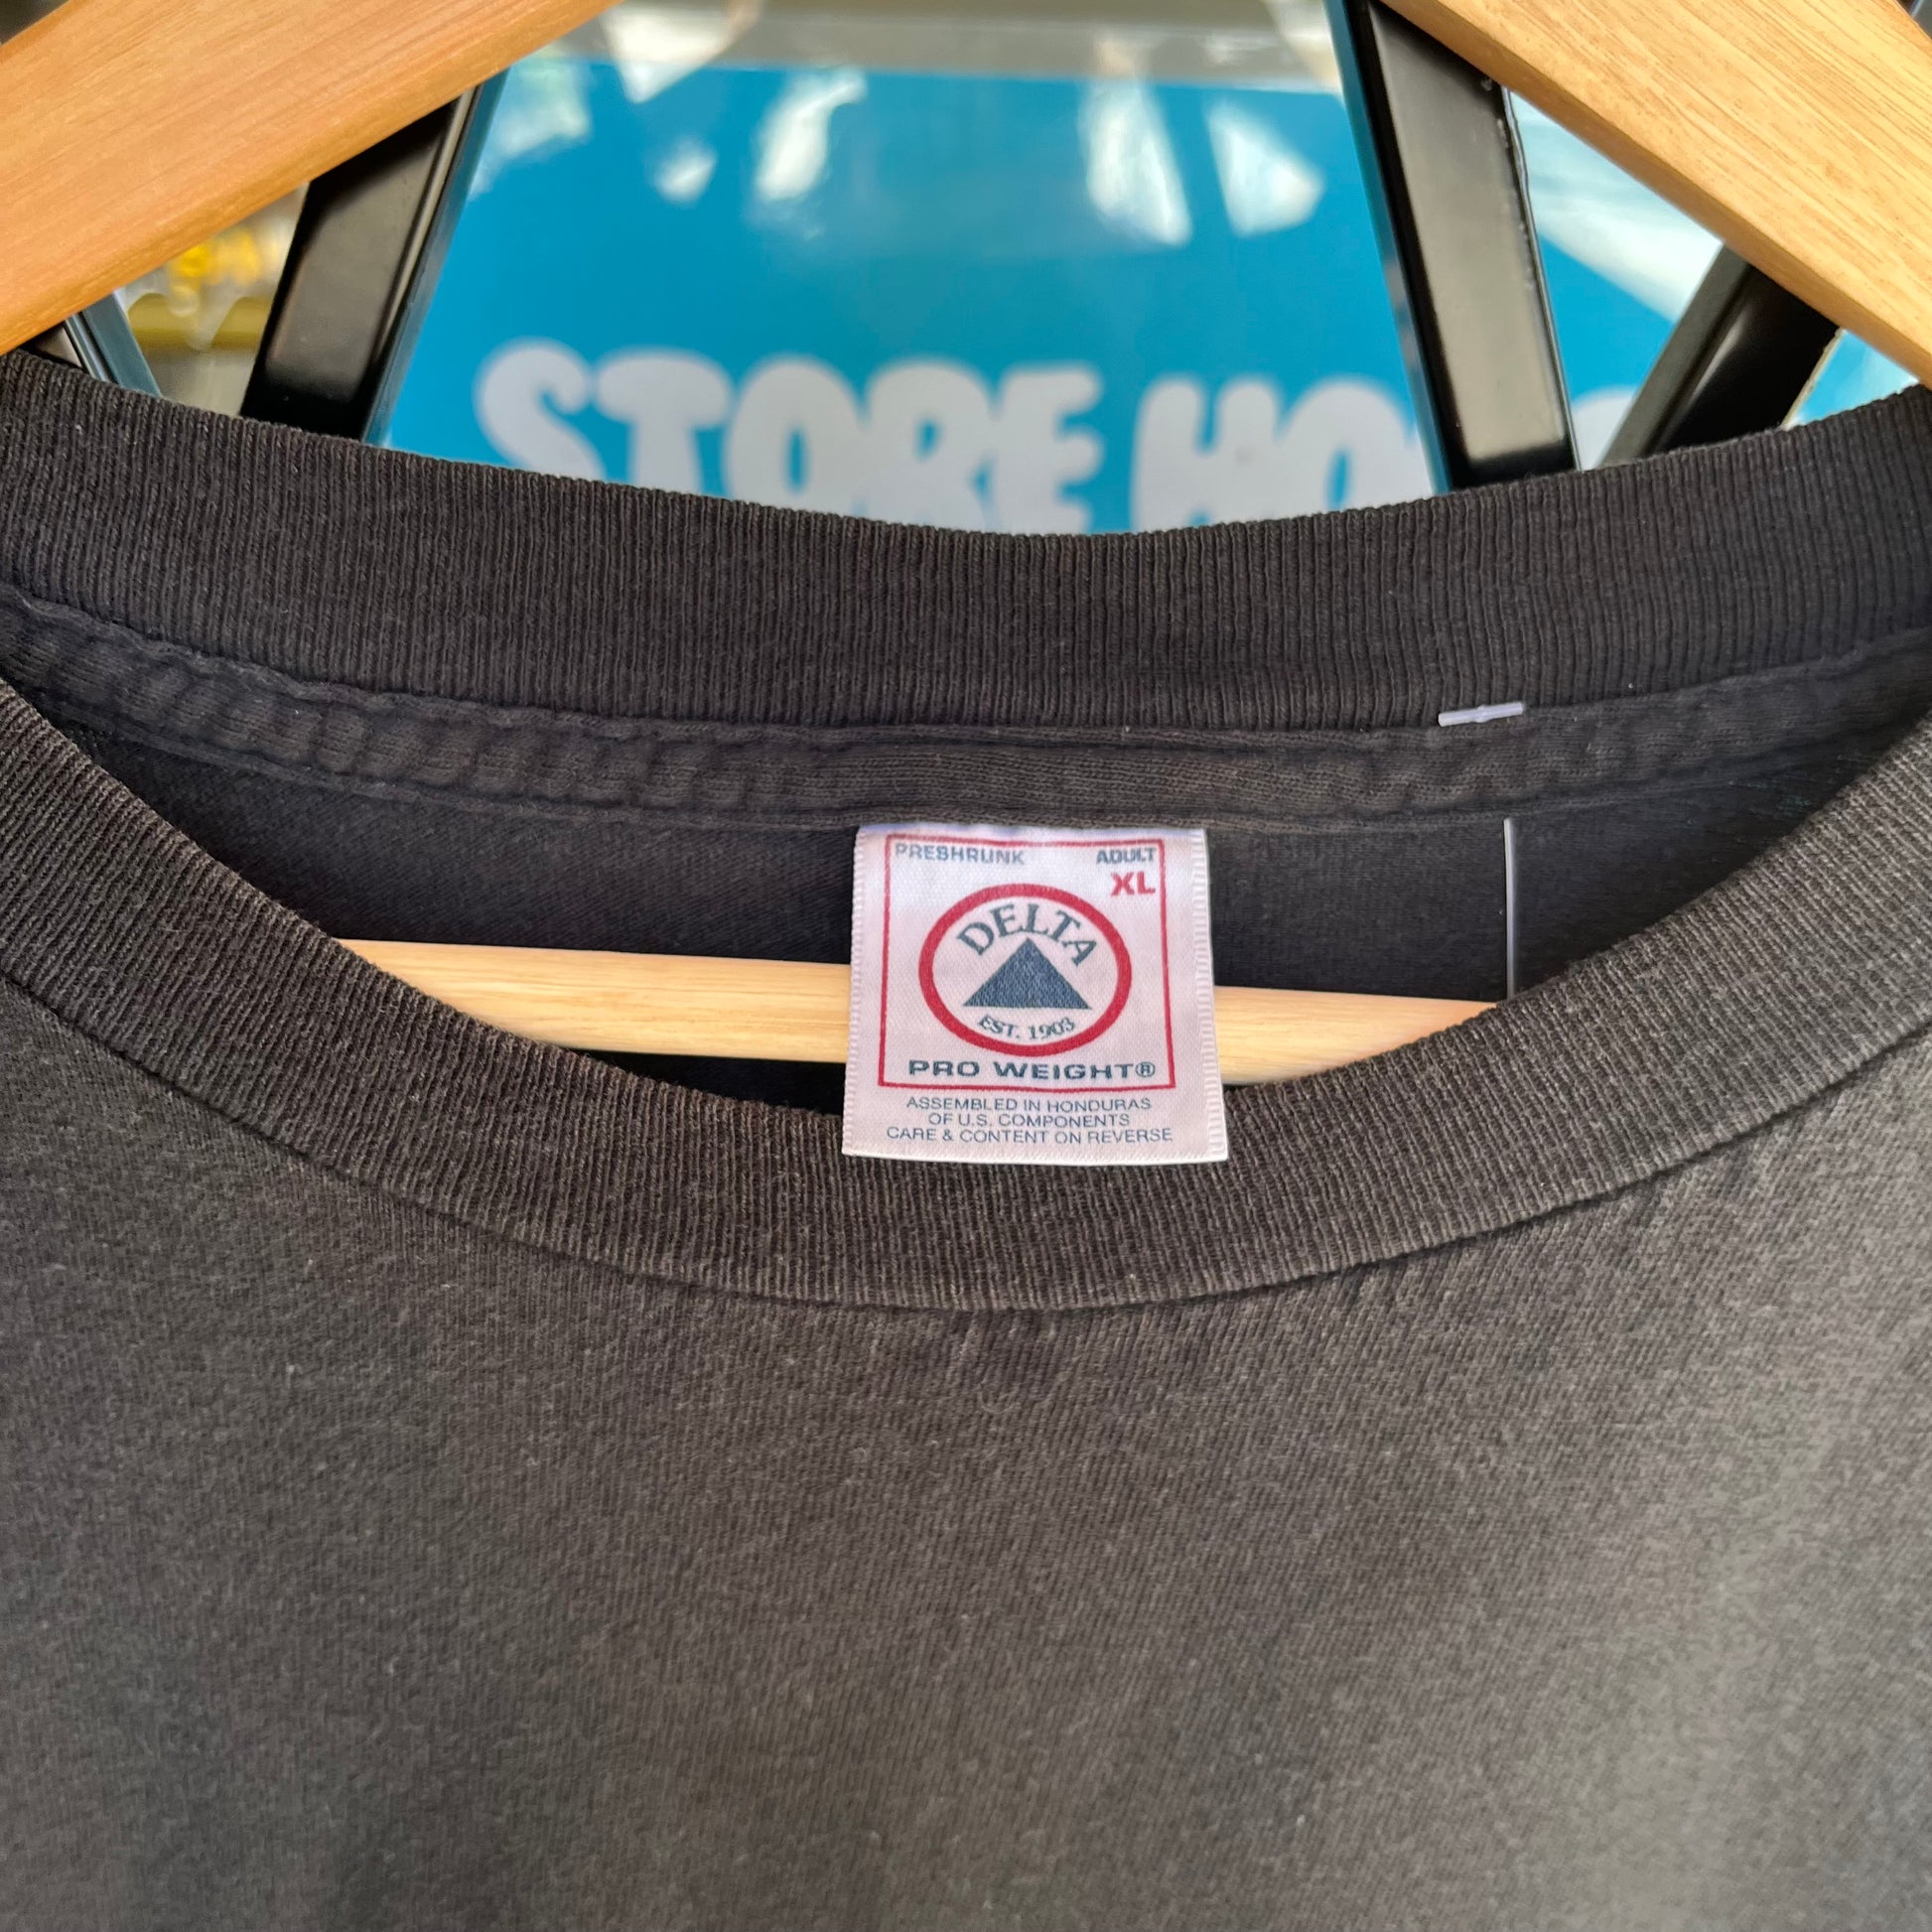 STORE HO
PRESHRUNK
ADULT
XL
DELTA
EST. 1903
PRO WEIGHT®
ASSEMBLED IN HONDURAS
OF U.S. COMPONENTS
CARE & CONTENT ON REVERSE